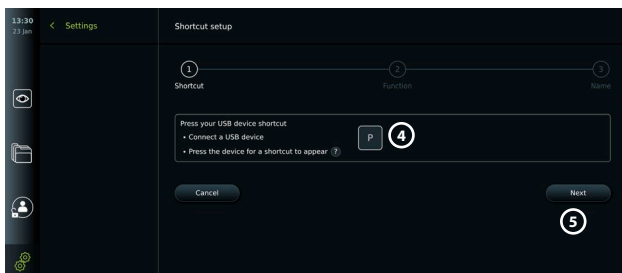 13:30
23 Jan
Settings
Shortcut setup
1
2
3
Shortcut
Function
Name
Press your USB device shortcut
• Connect a USB device
• Press the device for a shortcut to appear ?
P
4
Cancel
Next
5